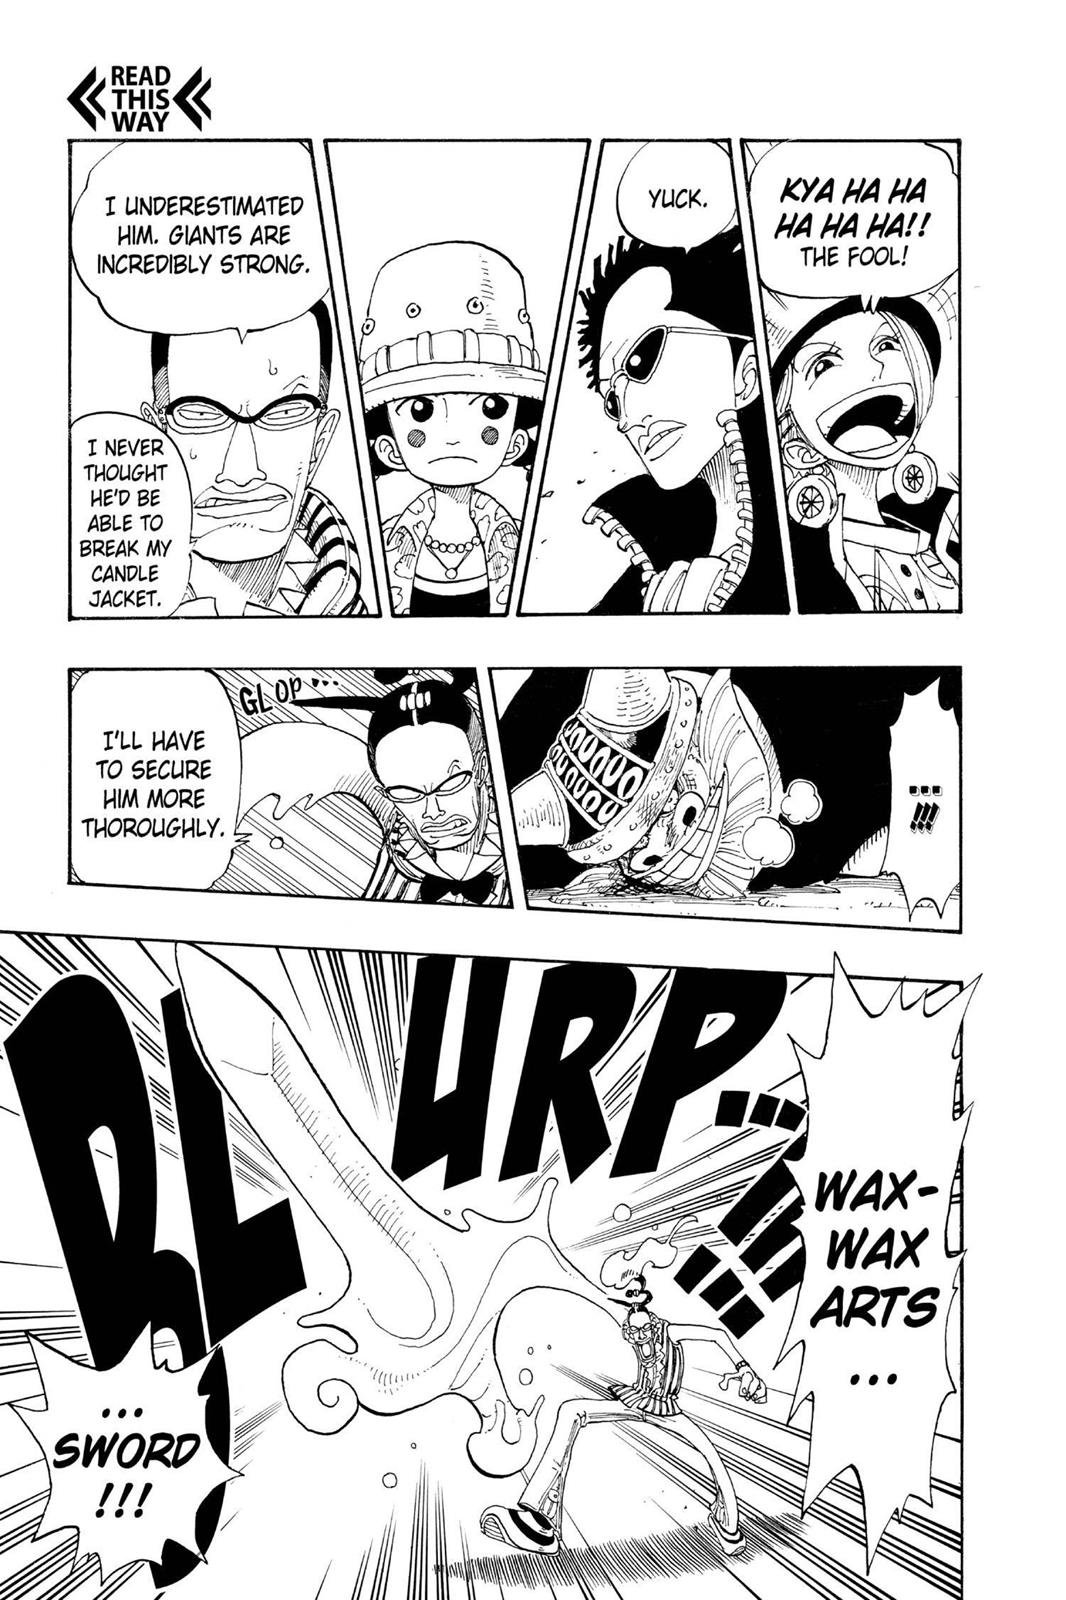 READ
THIS
WAY
KYA HA HA
HA HA HA!!
THE FOOL!
YUCK.
I UNDERESTIMATED
HIM. GIANTS ARE
INCREDIBLY STRONG.
I NEVER
THOUGHT
HE'D BE
ABLE TO
BREAK MY
CANDLE
JACKET.
...
!!!
GLOP...
I'LL HAVE
TO SECURE
HIM MORE
THOROUGHLY.
WAX-
WAX
ARTS
...
BLURP...!!!
...
SWORD
!!!